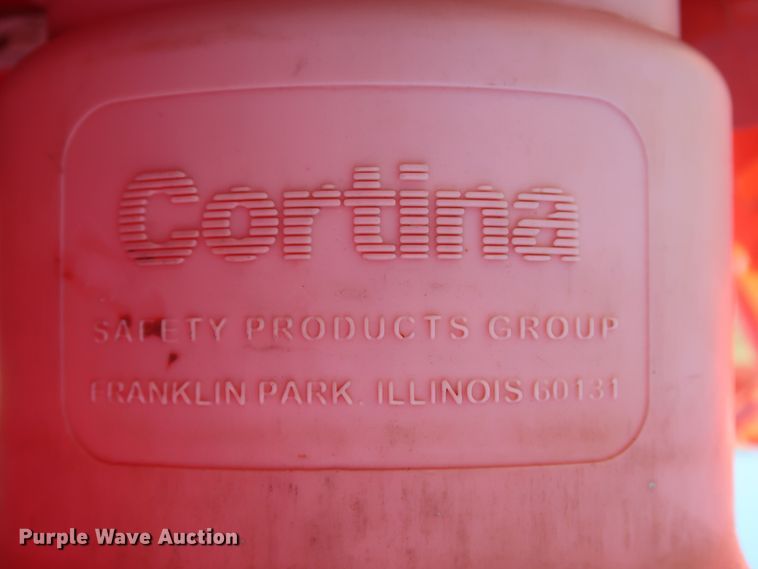 Cortina
SAFETY PRODUCTS GROUP
FRANKLIN PARK, ILLINOIS 60131
Purple Wave Auction